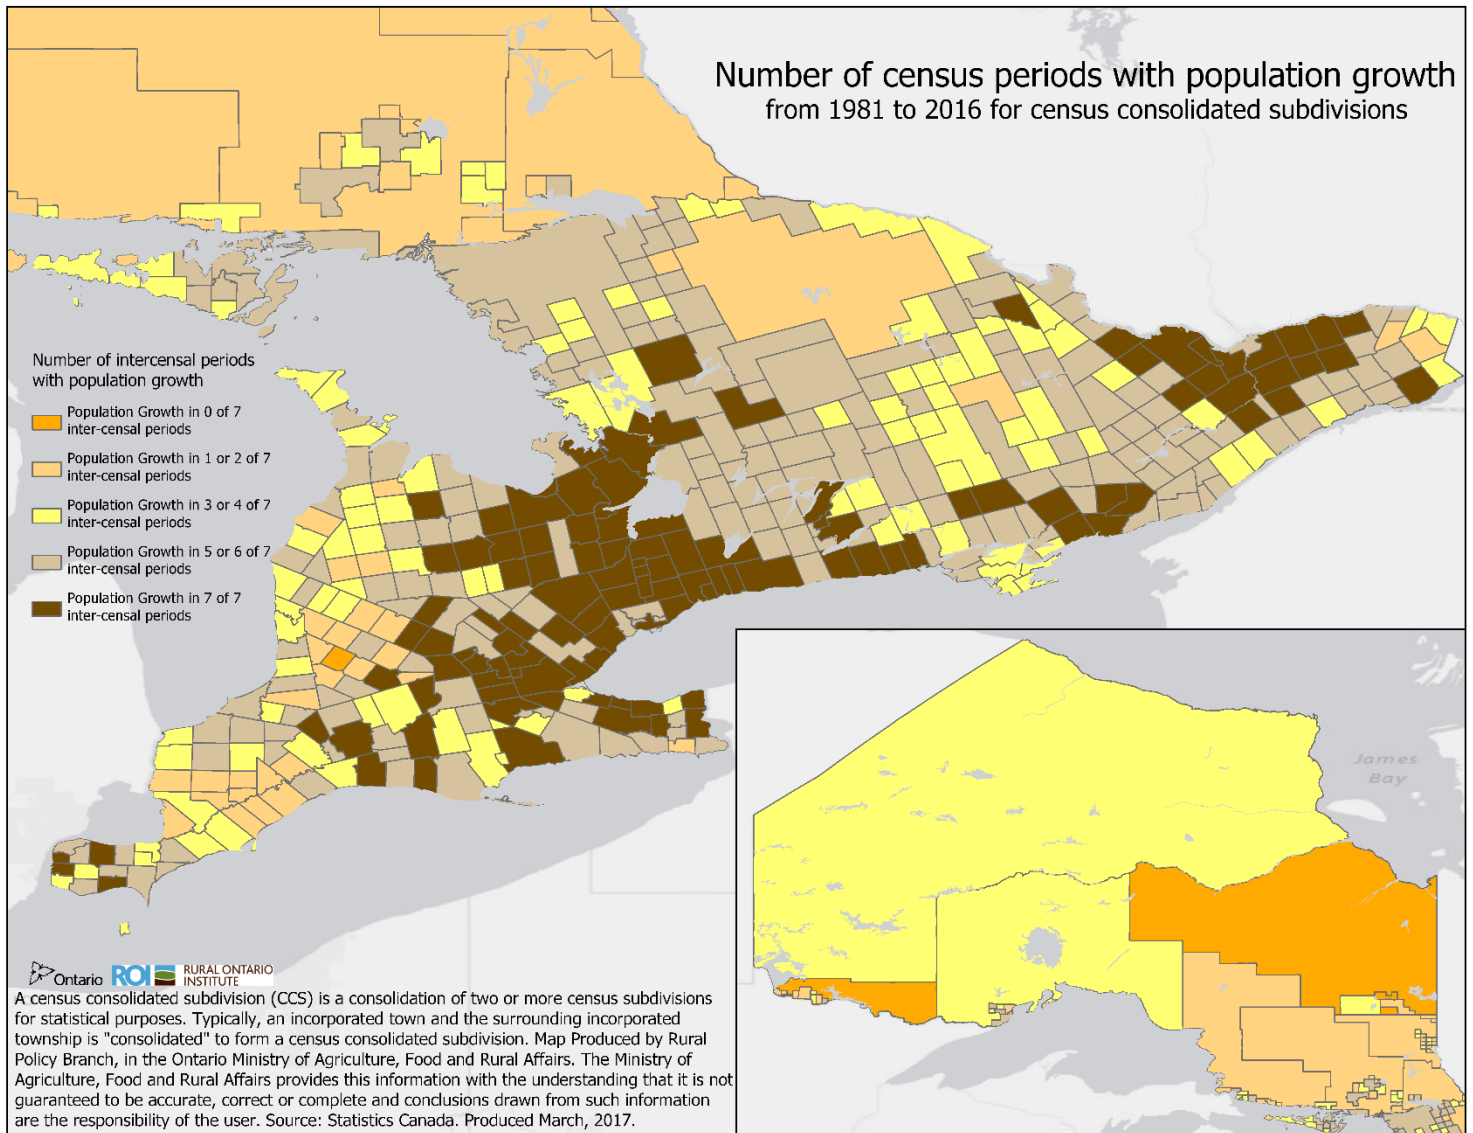 Number of census periods with population growth
from 1981 to 2016 for census consolidated subdivisions
Number of intercensal periods
with population growth
Population Growth in 0 of 7
inter-censal periods
Population Growth in 1 or 2 of 7
inter-censal periods
Population Growth in 3 or 4 of 7
inter-censal periods
Population Growth in 5 or 6 of 7
inter-censal periods
Population Growth in 7 of 7
inter-censal periods
James
Bay
Ontario ROI RURAL ONTARIO
INSTITUTE
A census consolidated subdivision (CCS) is a consolidation of two or more census subdivisions
for statistical purposes. Typically, an incorporated town and the surrounding incorporated
township is "consolidated" to form a census consolidated subdivision. Map Produced by Rural
Policy Branch, in the Ontario Ministry of Agriculture, Food and Rural Affairs. The Ministry of
Agriculture, Food and Rural Affairs provides this information with the understanding that it is not
guaranteed to be accurate, correct or complete and conclusions drawn from such information
are the responsibility of the user. Source: Statistics Canada. Produced March, 2017.